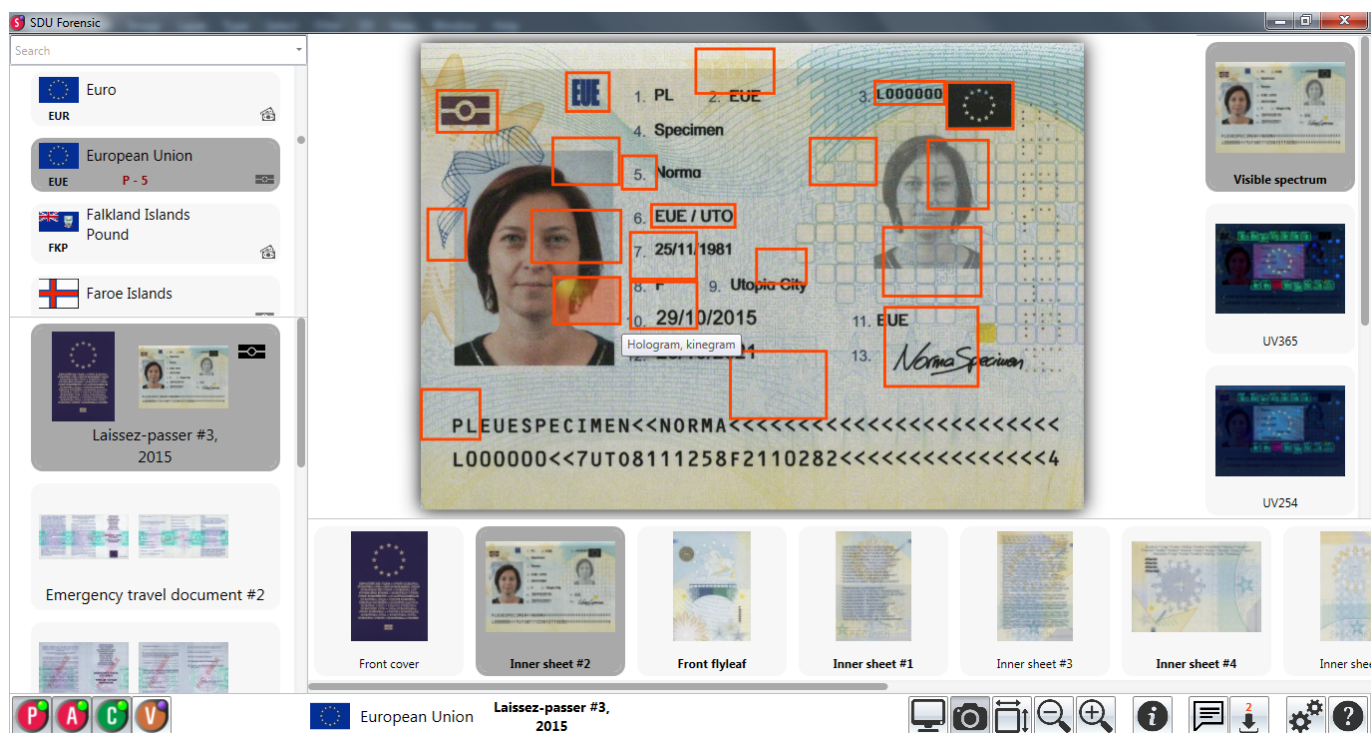 SDU Forensic
Search
Euro
EUR
European Union
EUE P - 5
Falkland Islands
Pound
FKP
Faroe Islands
Laissez-passer #3,
2015
Emergency travel document #2
EUE
1. PL 2. EUE 3. L000000
4. Specimen
5. Norma
6. EUE / UTO
7. 25/11/1981
8. F 9. Utopia City
10. 29/10/2015 11. EUE
12. 13. Norma Specimen
Hologram, kinegram
PLEUESPECIMEN<<NORMA<<<<<<<<<<<<<<<<<<<<<<<<
L000000<<7UTO8111258F2110282<<<<<<<<<<<<<<<4
Visible spectrum
UV365
UV254
Front cover
Inner sheet #2
Front flyleaf
Inner sheet #1
Inner sheet #3
Inner sheet #4
P A C V
European Union
Laissez-passer #3,
2015
2